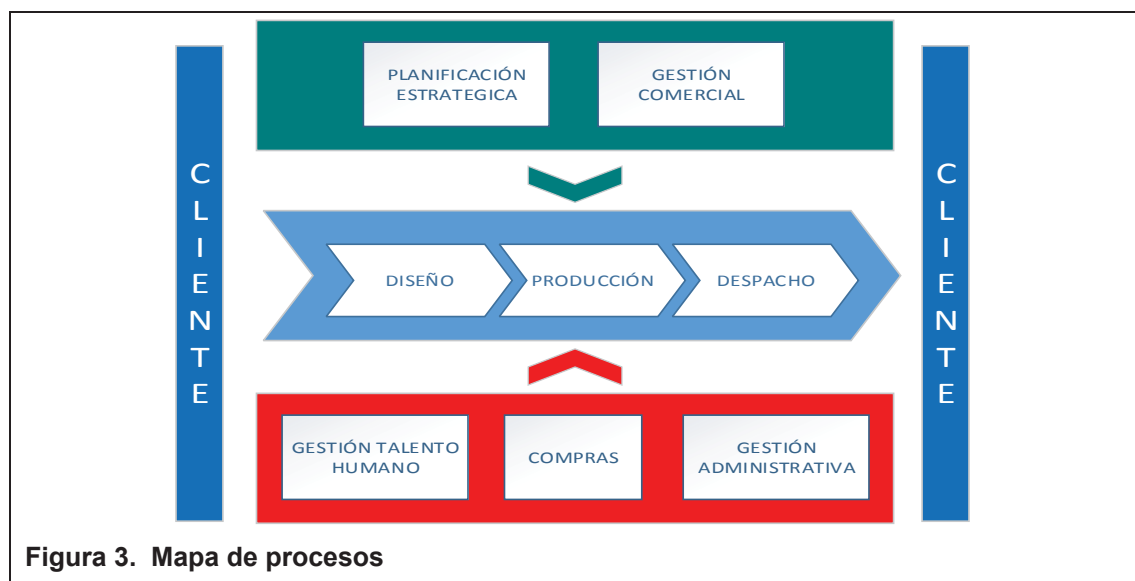 PLANIFICACIÓN
ESTRATEGICA
GESTIÓN
COMERCIAL
C
L
I
E
N
T
E
DISEÑO
PRODUCCIÓN
DESPACHO
C
L
I
E
N
T
E
GESTIÓN TALENTO
HUMANO
COMPRAS
GESTIÓN
ADMINISTRATIVA
Figura 3. Mapa de procesos